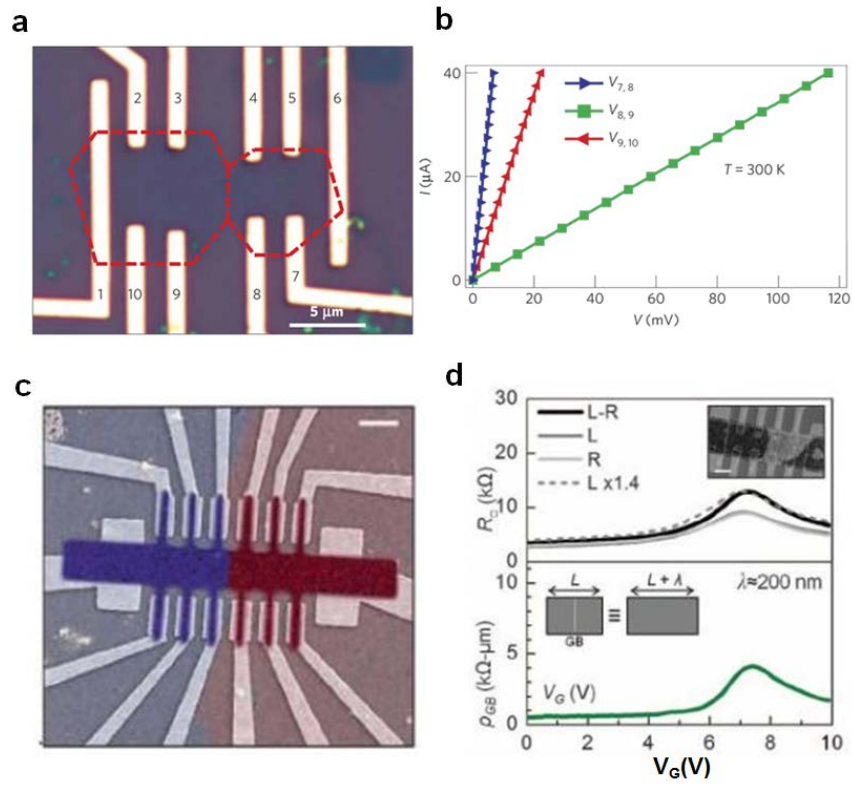 a
2
3
4
5
6
1
10
9
8
7
5 µm
b
40
20
0
I (µA)
V7,8
V8,9
V9,10
T = 300 K
0 20 40 60 80 100 120
V (mV)
c
d
30
20
10
0
R□ (kΩ)
L-R
L
R
L x1.4
10
5
0
ρGB (kΩ-µm)
L
L + λ
λ≈200 nm
≡
GB
VG (V)
0 2 4 6 8 10
VG(V)